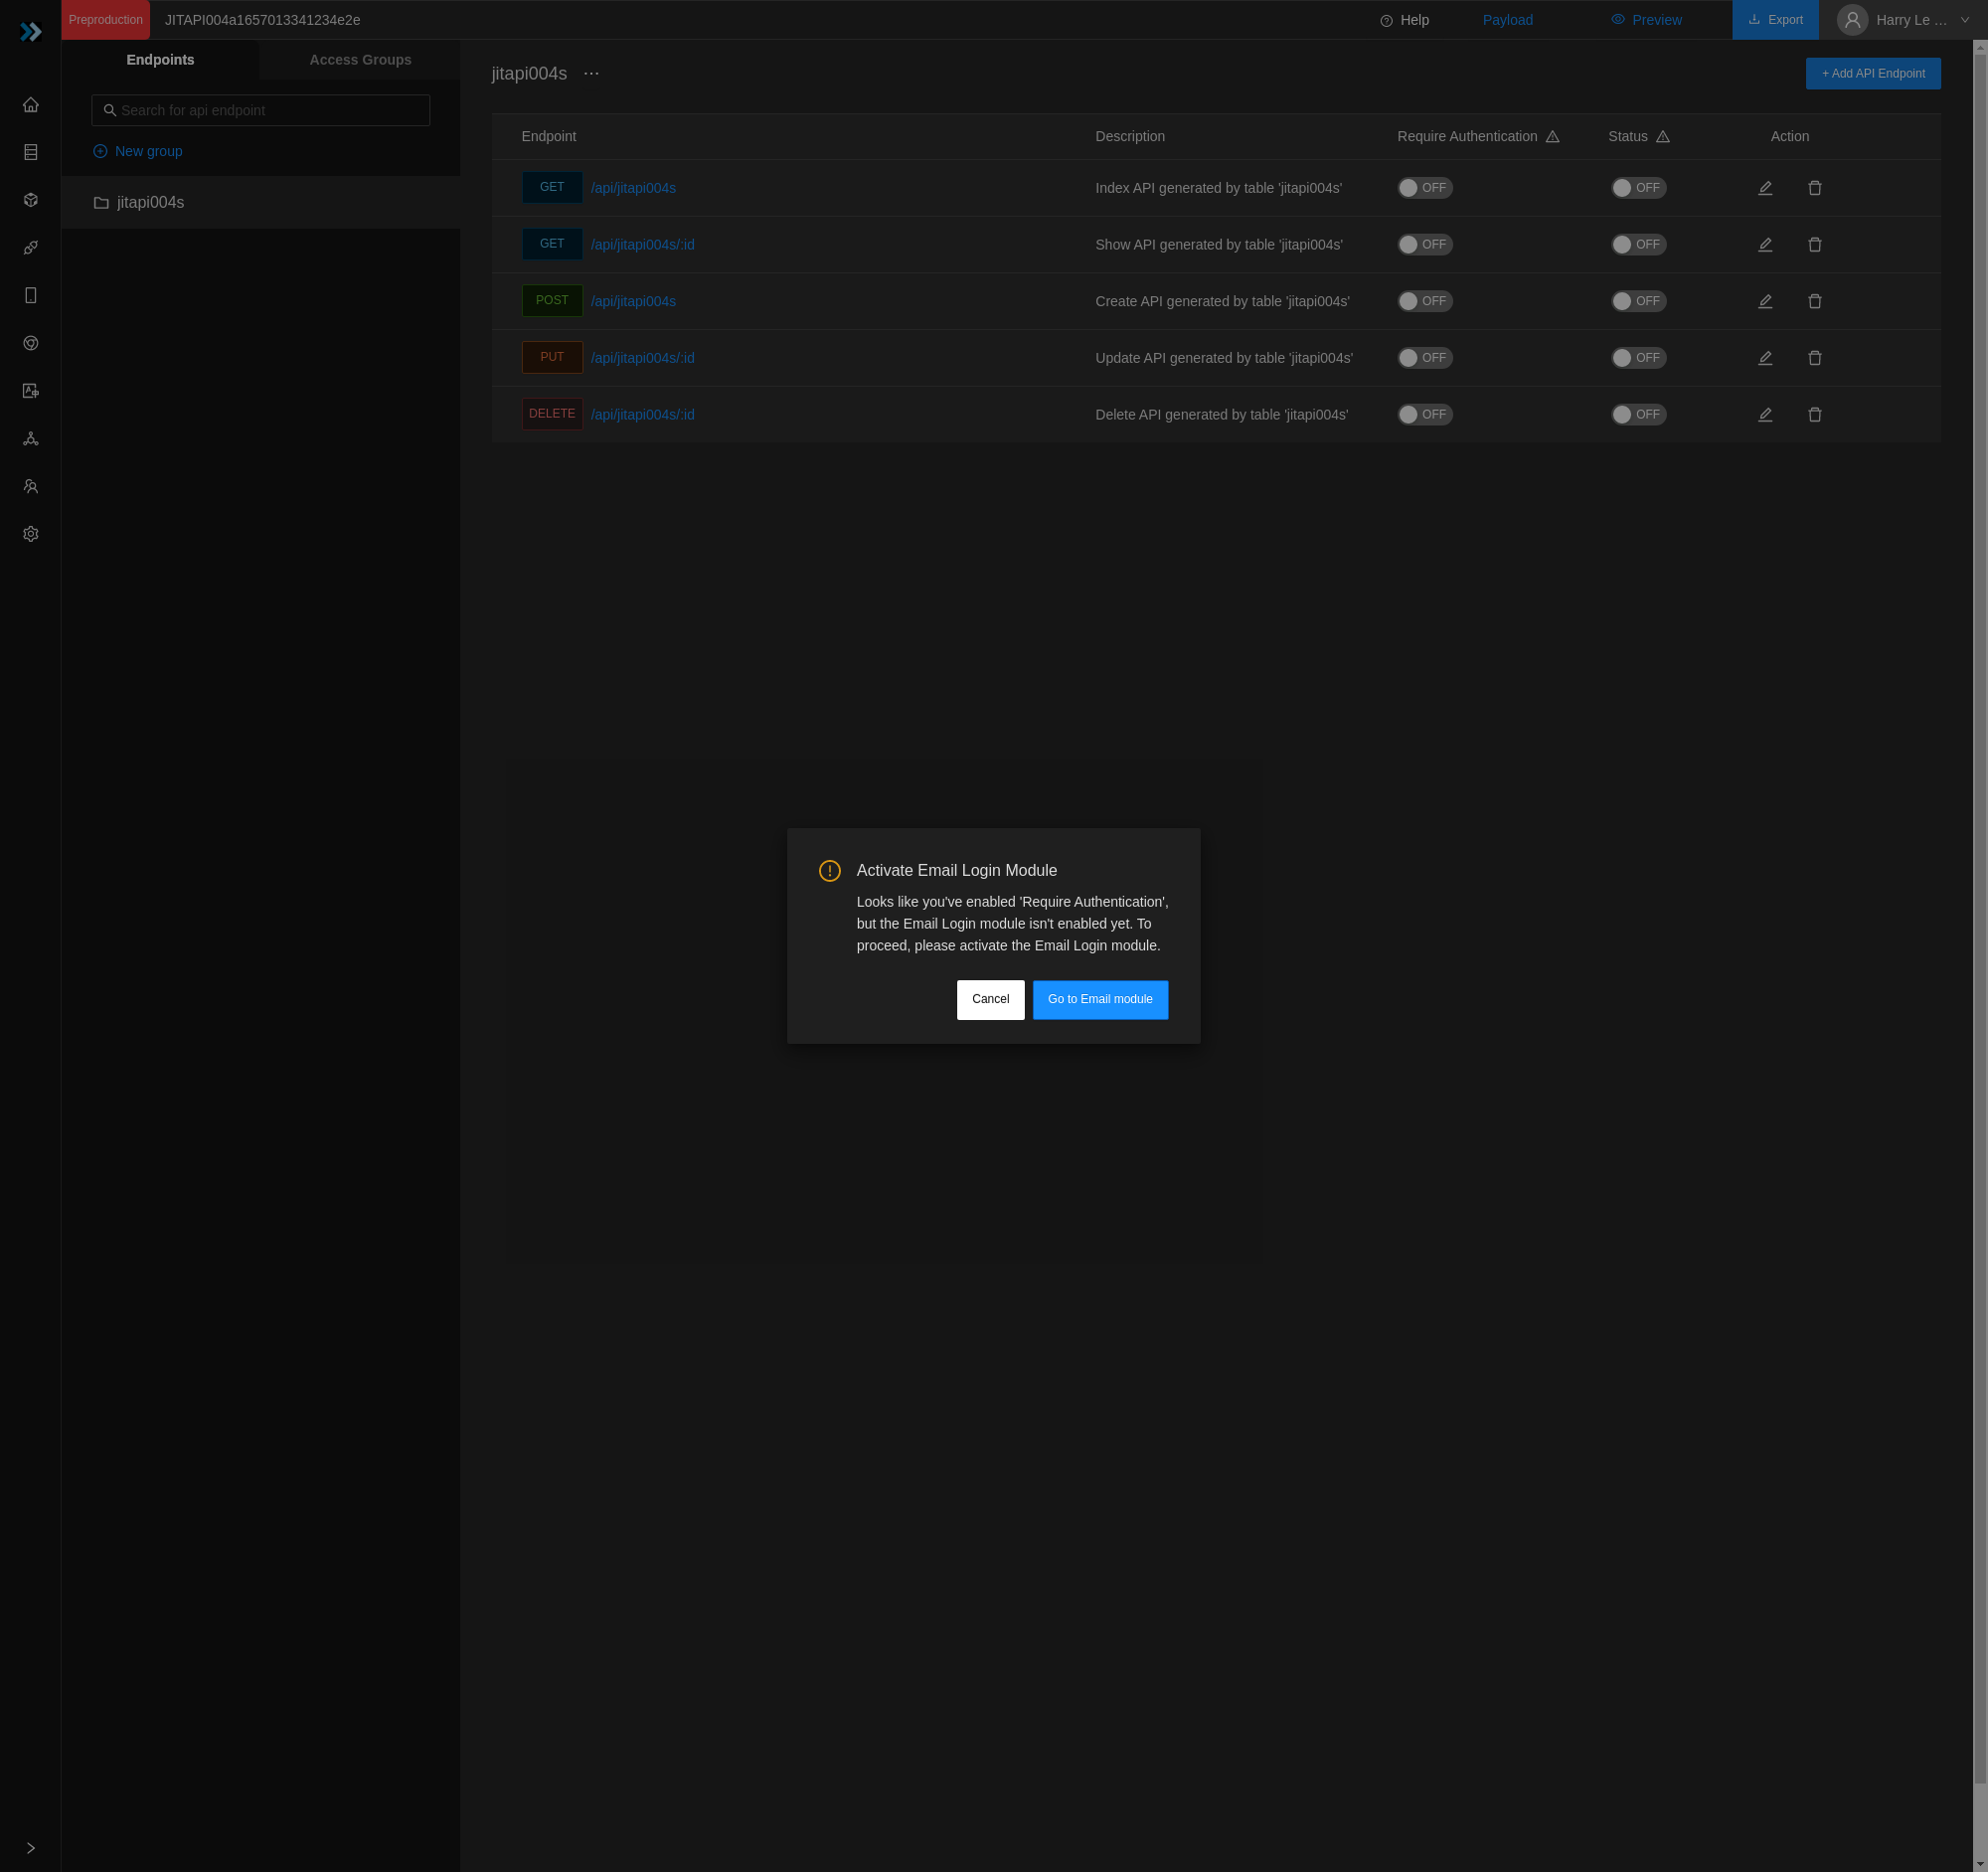 Preproduction JITAPI004a1657013341234e2e Help Payload Preview Export Harry Le ...
Endpoints Access Groups
Search for api endpoint
New group
jitapi004s
jitapi004s ...
+ Add API Endpoint
Endpoint Description Require Authentication Status Action
GET /api/jitapi004s Index API generated by table 'jitapi004s' OFF OFF
GET /api/jitapi004s/:id Show API generated by table 'jitapi004s' OFF OFF
POST /api/jitapi004s Create API generated by table 'jitapi004s' OFF OFF
PUT /api/jitapi004s/:id Update API generated by table 'jitapi004s' OFF OFF
DELETE /api/jitapi004s/:id Delete API generated by table 'jitapi004s' OFF OFF
Activate Email Login Module
Looks like you've enabled 'Require Authentication',
but the Email Login module isn't enabled yet. To
proceed, please activate the Email Login module.
Cancel Go to Email module